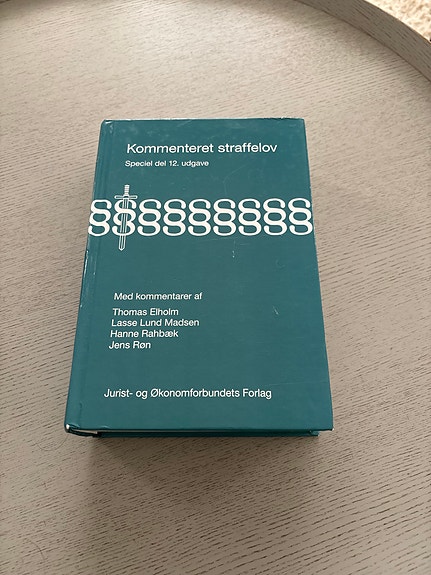 Kommenteret straffelov
Speciel del 12. udgave
§§§§§§§§§§
Med kommentarer af
Thomas Elholm
Lasse Lund Madsen
Hanne Rahbæk
Jens Røn
Jurist- og Økonomforbundets Forlag